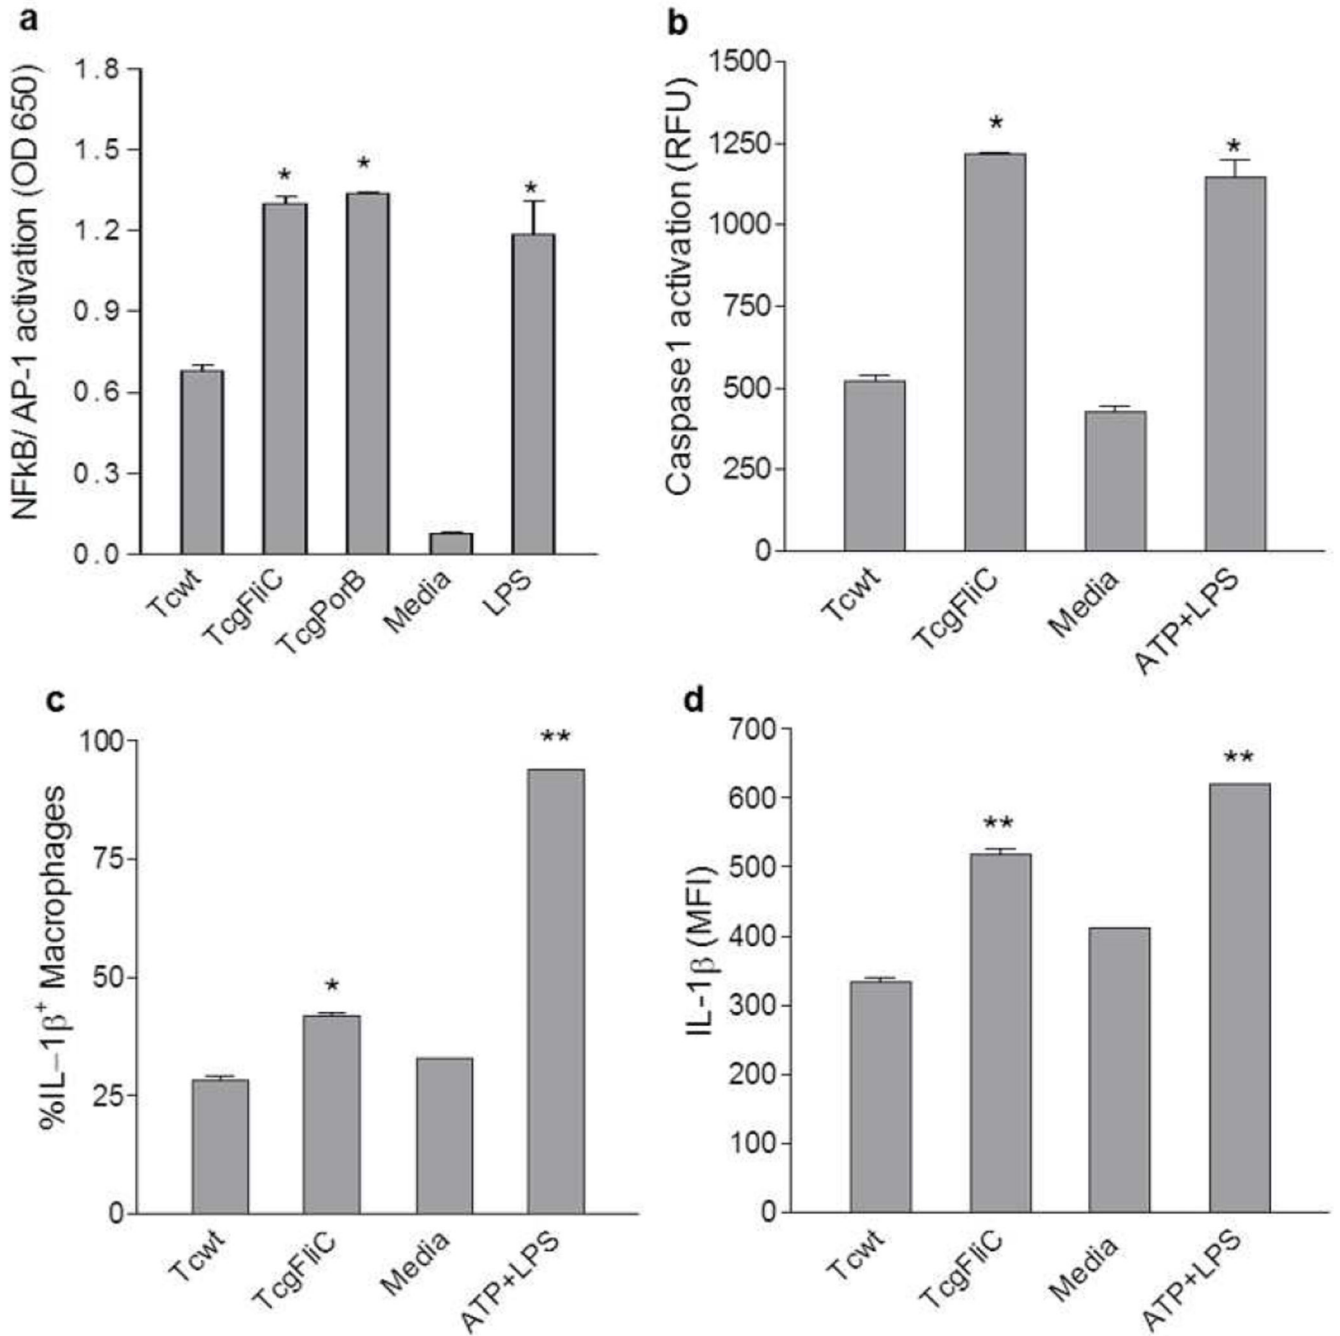 a
NFkB/ AP-1 activation (OD 650)
1.8
1.5
1.2
0.9
0.6
0.3
0.0
*
*
*
Tcwt
TcgFliC
TcgPorB
Media
LPS
b
Caspase1 activation (RFU)
1500
1250
1000
750
500
250
0
*
*
Tcwt
TcgFliC
Media
ATP+LPS
c
%IL–1β+ Macrophages
100
75
50
25
0
*
**
Tcwt
TcgFliC
Media
ATP+LPS
d
IL-1β (MFI)
700
600
500
400
300
200
100
0
**
**
Tcwt
TcgFliC
Media
ATP+LPS